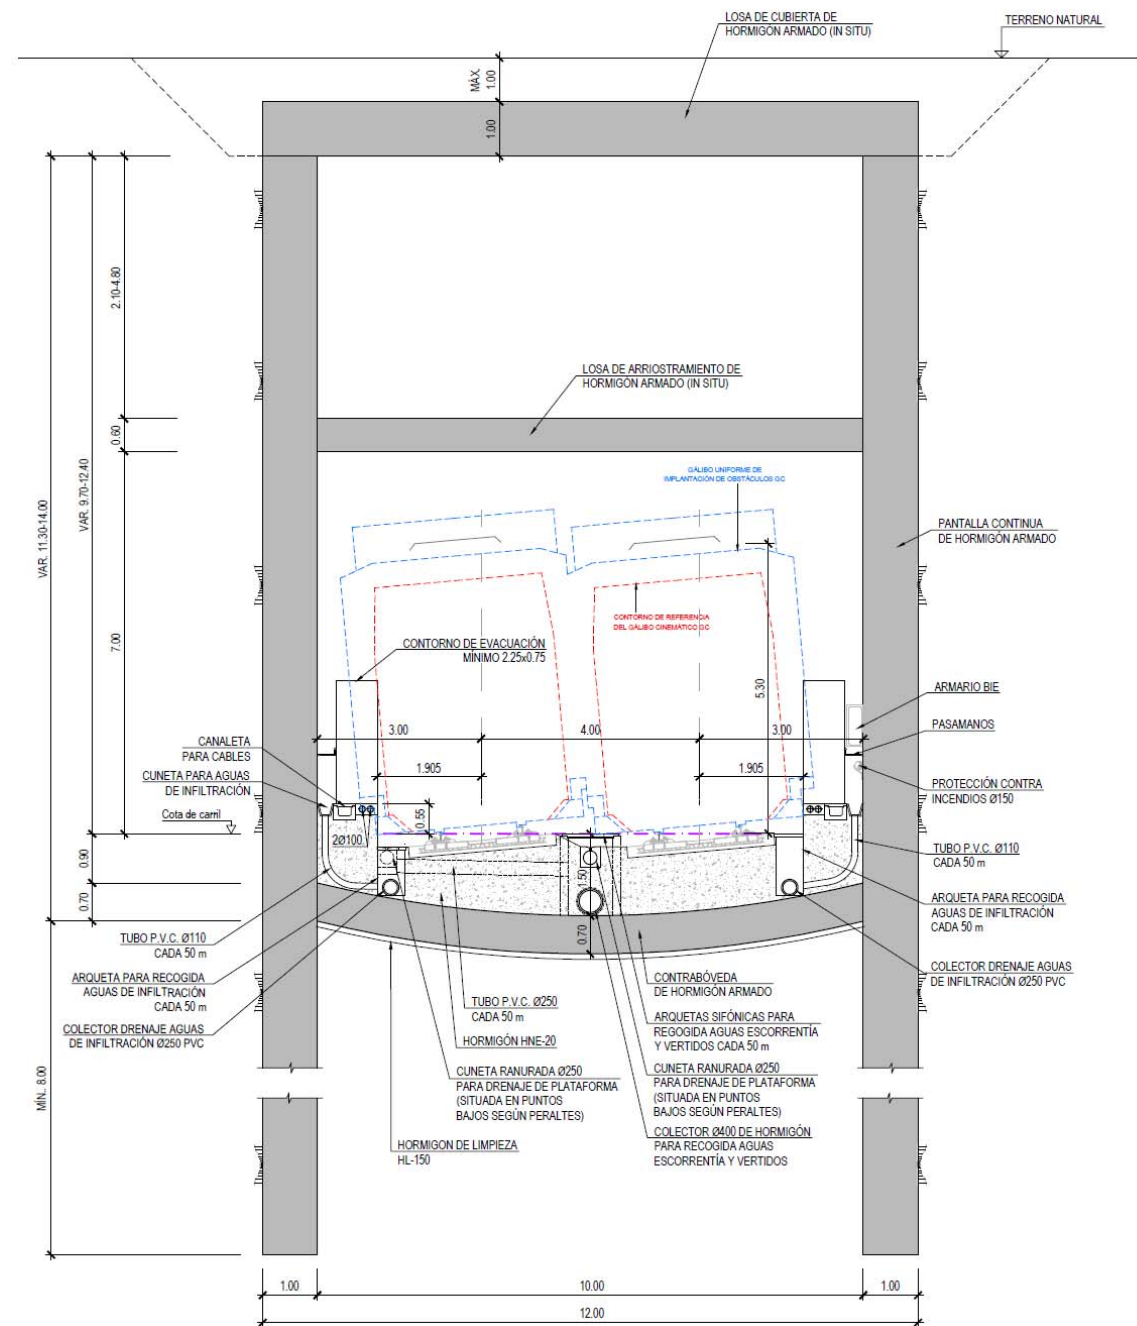 LOSA DE CUBIERTA DE
HORMIGÓN ARMADO (IN SITU)
TERRENO NATURAL
MÁX.
1.00
1.00
2.10-4.80
LOSA DE ARRIOSTRAMIENTO DE
HORMIGÓN ARMADO (IN SITU)
0.60
GÁLIBO UNIFORME DE
IMPLANTACIÓN DE OBSTÁCULOS GC
VAR. 11.30-14.00
VAR. 9.70-12.40
PANTALLA CONTINUA
DE HORMIGÓN ARMADO
7.00
CONTORNO DE REFERENCIA
DEL GÁLIBO CINEMÁTICO GC
CONTORNO DE EVACUACIÓN
MÍNIMO 2.25x0.75
5.30
ARMARIO BIE
PASAMANOS
3.00
4.00
3.00
CANALETA
PARA CABLES
1.905
1.905
CUNETA PARA AGUAS
DE INFILTRACIÓN
PROTECCIÓN CONTRA
INCENDIOS Ø150
Cota de carril
0.55
2Ø100
TUBO P.V.C. Ø110
CADA 50 m
0.90
1.50
0.70
ARQUETA PARA RECOGIDA
AGUAS DE INFILTRACIÓN
CADA 50 m
0.70
TUBO P.V.C. Ø110
CADA 50 m
COLECTOR DRENAJE AGUAS
DE INFILTRACIÓN Ø250 PVC
ARQUETA PARA RECOGIDA
AGUAS DE INFILTRACIÓN
CADA 50 m
CONTRABÓVEDA
DE HORMIGÓN ARMADO
TUBO P.V.C. Ø250
CADA 50 m
ARQUETAS SIFÓNICAS PARA
REGOGIDA AGUAS ESCORRENTÍA
Y VERTIDOS CADA 50 m
COLECTOR DRENAJE AGUAS
DE INFILTRACIÓN Ø250 PVC
HORMIGÓN HNE-20
CUNETA RANURADA Ø250
PARA DRENAJE DE PLATAFORMA
(SITUADA EN PUNTOS
BAJOS SEGÚN PERALTES)
CUNETA RANURADA Ø250
PARA DRENAJE DE PLATAFORMA
(SITUADA EN PUNTOS
BAJOS SEGÚN PERALTES)
MÍN. 8.00
COLECTOR Ø400 DE HORMIGÓN
PARA RECOGIDA AGUAS
ESCORRENTÍA Y VERTIDOS
HORMIGON DE LIMPIEZA
HL-150
1.00
10.00
1.00
12.00